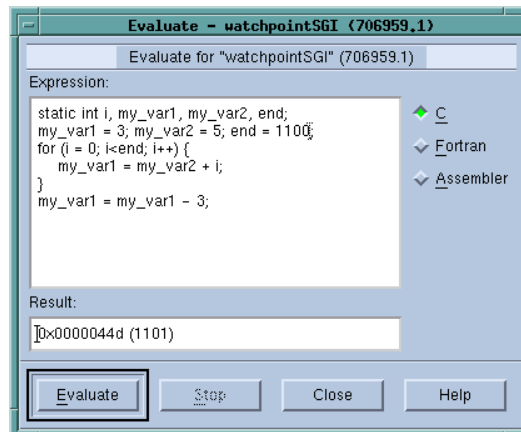 Evaluate - watchpointSGI (706959.1)
Evaluate for "watchpointSGI" (706959.1)
Expression:
static int i, my_var1, my_var2, end;
my_var1 = 3; my_var2 = 5; end = 1100;
for (i = 0; i<end; i++) {
my_var1 = my_var2 + i;
}
my_var1 = my_var1 - 3;
C
Fortran
Assembler
Result:
0x0000044d (1101)
Evaluate
Stop
Close
Help